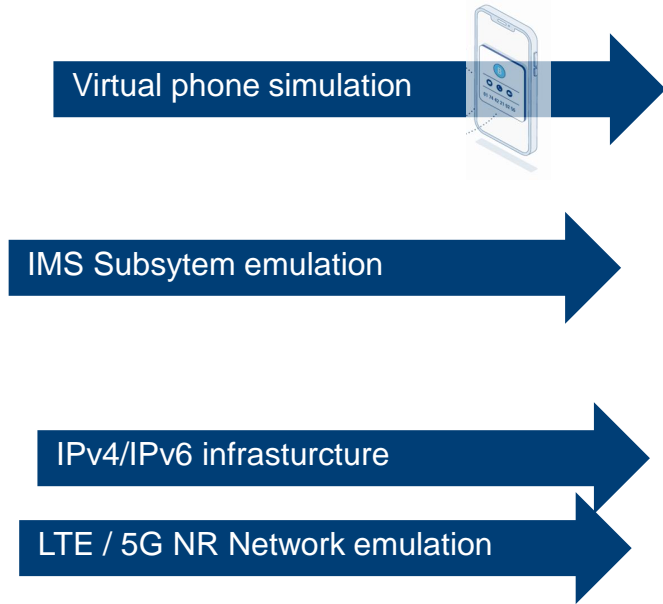 Virtual phone simulation
IMS Subsytem emulation
IPv4/IPv6 infrasturcture
LTE / 5G NR Network emulation